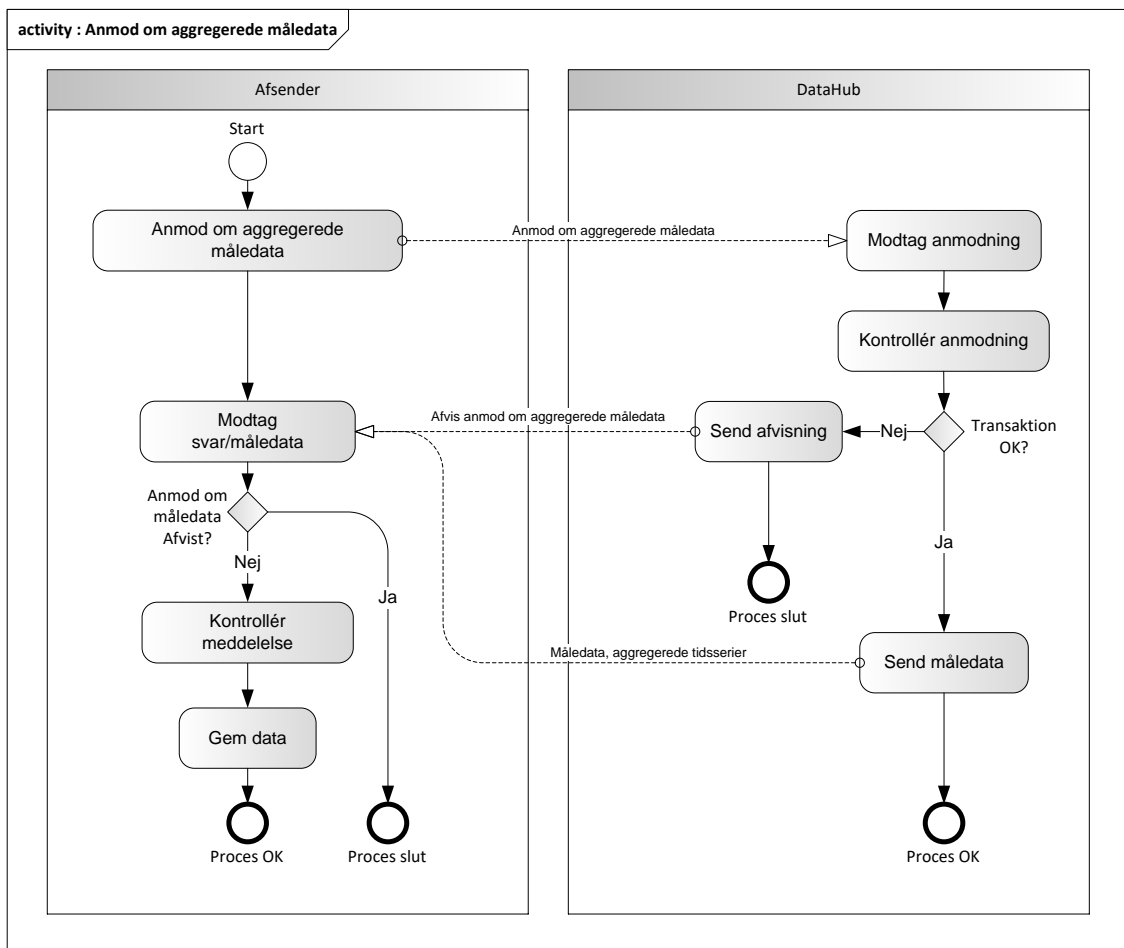 activity : Anmod om aggregerede måledata
Afsender
DataHub
Start
Anmod om aggregerede
måledata
Anmod om aggregerede måledata
Modtag anmodning
Kontrollér anmodning
Modtag
svar/måledata
Afvis anmod om aggregerede måledata
Send afvisning
Nej
Transaktion
OK?
Anmod om
måledata
Afvist?
Nej
Ja
Ja
Proces slut
Kontrollér
meddelelse
Måledata, aggregerede tidsserier
Send måledata
Gem data
Proces OK
Proces slut
Proces OK